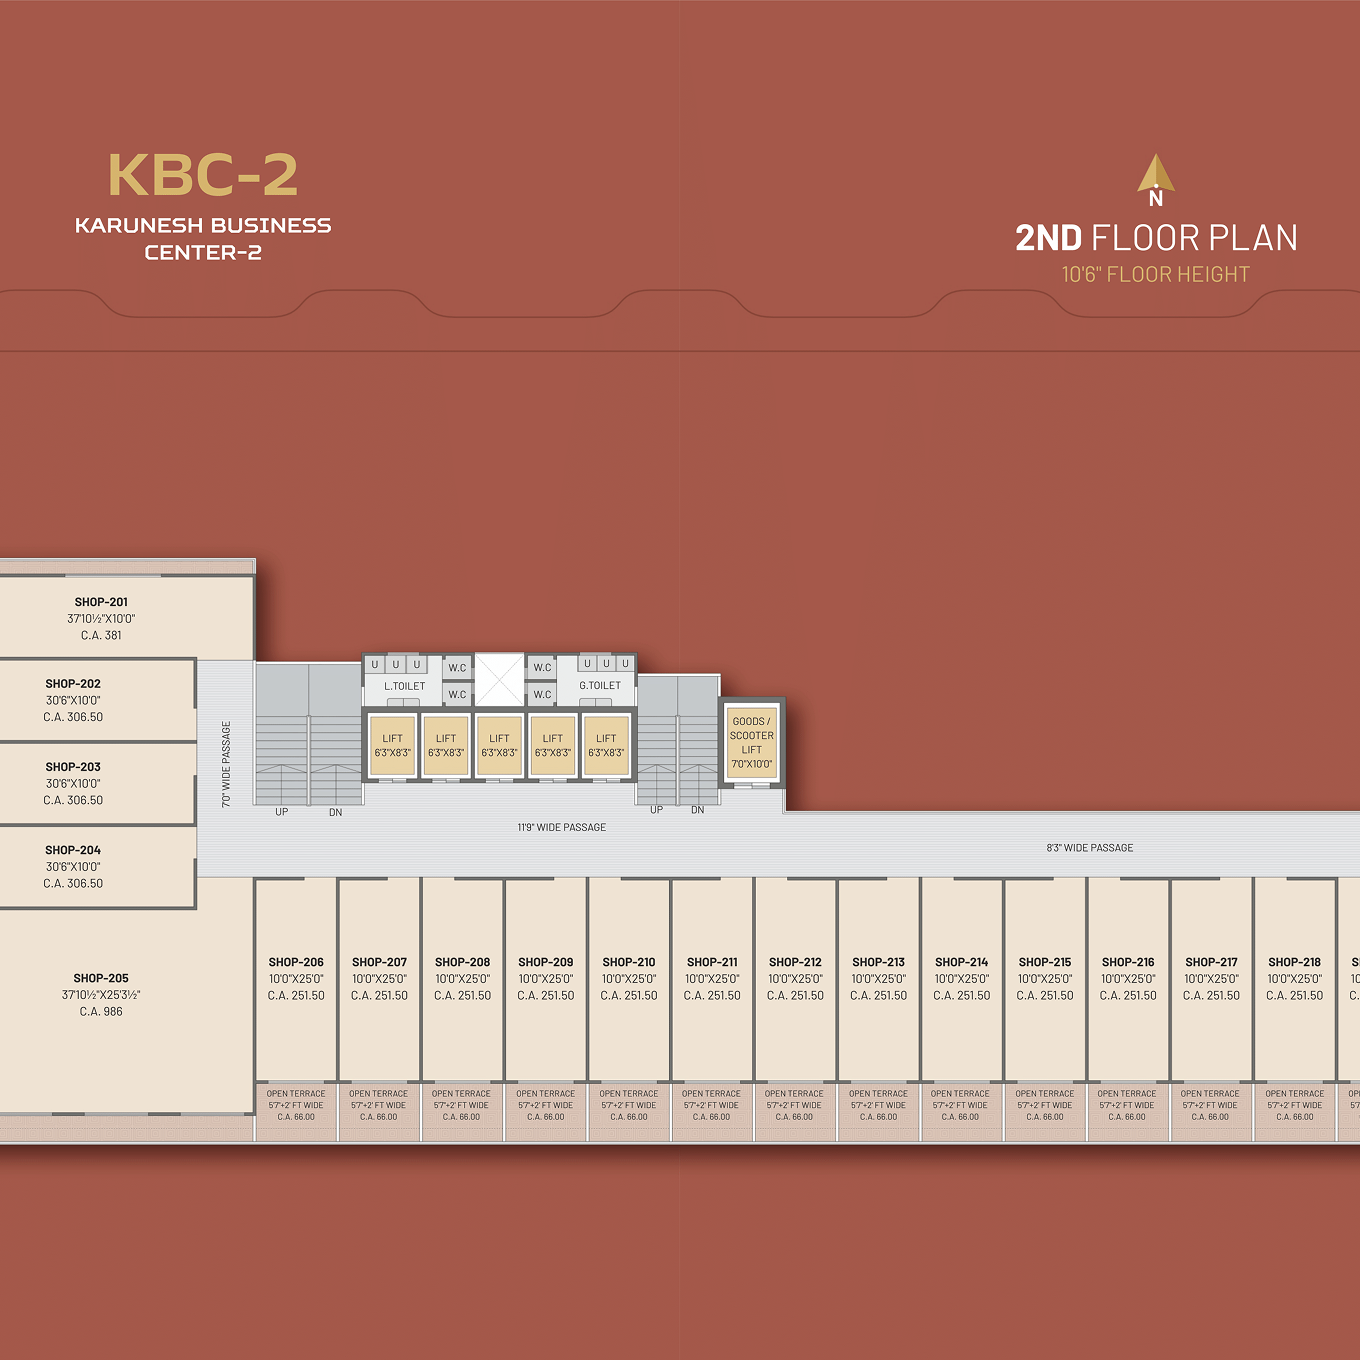 KBC-2
KARUNESH BUSINESS
CENTER-2
N
2ND FLOOR PLAN
10'6" FLOOR HEIGHT
SHOP-201
37'10½"X10'0"
C.A. 381
SHOP-202
30'6"X10'0"
C.A. 306.50
SHOP-203
30'6"X10'0"
C.A. 306.50
SHOP-204
30'6"X10'0"
C.A. 306.50
SHOP-205
37'10½"X25'3½"
C.A. 986
7'0" WIDE PASSAGE
UP
DN
U U U
L.TOILET
W.C
W.C
W.C
W.C
U U U
G.TOILET
LIFT
6'3"X8'3"
LIFT
6'3"X8'3"
LIFT
6'3"X8'3"
LIFT
6'3"X8'3"
LIFT
6'3"X8'3"
UP
DN
GOODS /
SCOOTER
LIFT
7'0"X10'0"
11'9" WIDE PASSAGE
8'3" WIDE PASSAGE
SHOP-206
10'0"X25'0"
C.A. 251.50
SHOP-207
10'0"X25'0"
C.A. 251.50
SHOP-208
10'0"X25'0"
C.A. 251.50
SHOP-209
10'0"X25'0"
C.A. 251.50
SHOP-210
10'0"X25'0"
C.A. 251.50
SHOP-211
10'0"X25'0"
C.A. 251.50
SHOP-212
10'0"X25'0"
C.A. 251.50
SHOP-213
10'0"X25'0"
C.A. 251.50
SHOP-214
10'0"X25'0"
C.A. 251.50
SHOP-215
10'0"X25'0"
C.A. 251.50
SHOP-216
10'0"X25'0"
C.A. 251.50
SHOP-217
10'0"X25'0"
C.A. 251.50
SHOP-218
10'0"X25'0"
C.A. 251.50
OPEN TERRACE
5'7"+2' FT WIDE
C.A. 66.00
OPEN TERRACE
5'7"+2' FT WIDE
C.A. 66.00
OPEN TERRACE
5'7"+2' FT WIDE
C.A. 66.00
OPEN TERRACE
5'7"+2' FT WIDE
C.A. 66.00
OPEN TERRACE
5'7"+2' FT WIDE
C.A. 66.00
OPEN TERRACE
5'7"+2' FT WIDE
C.A. 66.00
OPEN TERRACE
5'7"+2' FT WIDE
C.A. 66.00
OPEN TERRACE
5'7"+2' FT WIDE
C.A. 66.00
OPEN TERRACE
5'7"+2' FT WIDE
C.A. 66.00
OPEN TERRACE
5'7"+2' FT WIDE
C.A. 66.00
OPEN TERRACE
5'7"+2' FT WIDE
C.A. 66.00
OPEN TERRACE
5'7"+2' FT WIDE
C.A. 66.00
OPEN TERRACE
5'7"+2' FT WIDE
C.A. 66.00